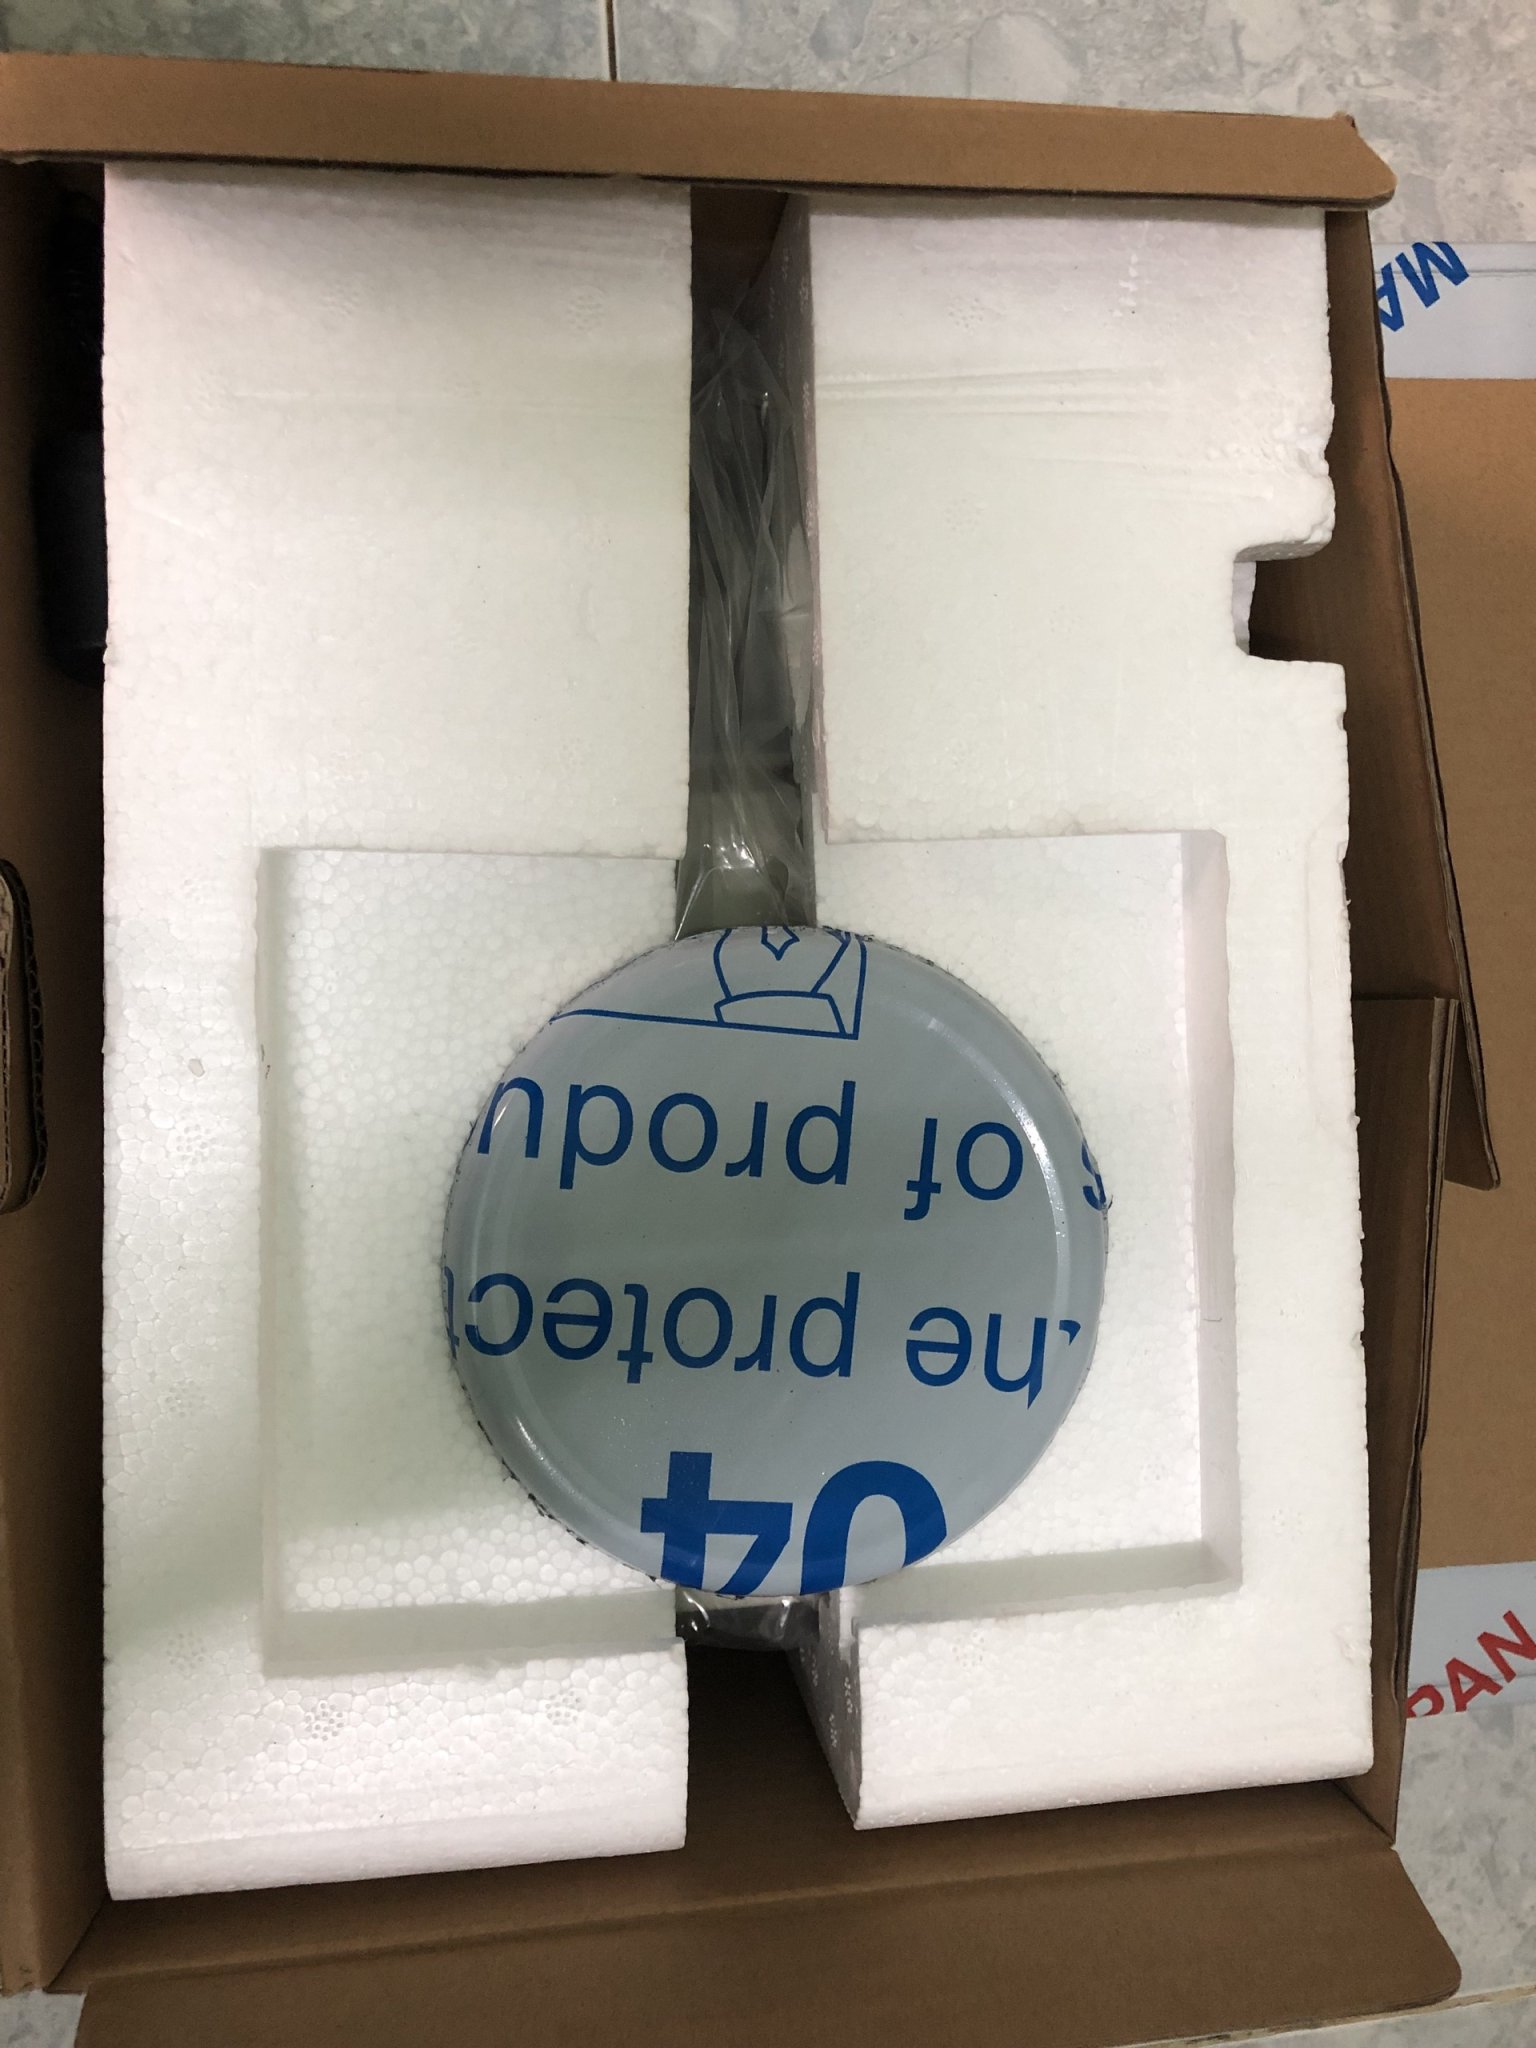 04
he protect
s of produ
MA
PAN